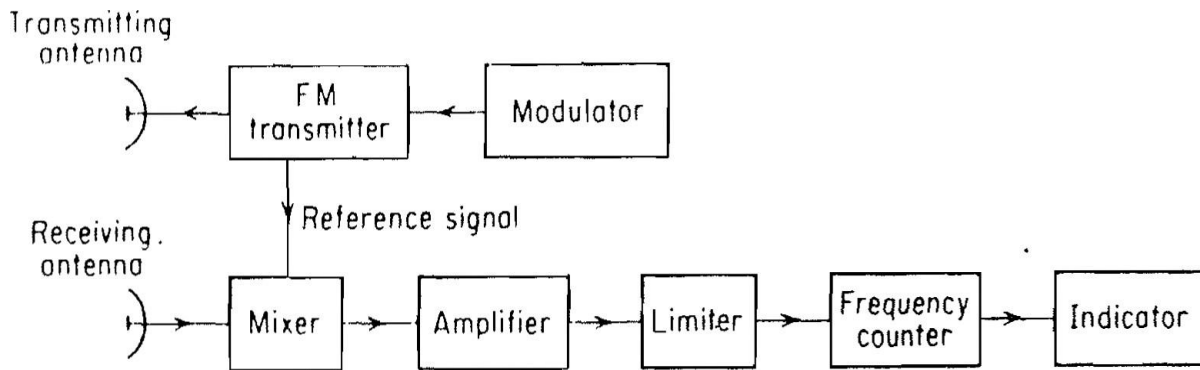 Transmitting
antenna
FM
transmitter
Modulator
Reference signal
Receiving.
antenna
Mixer
Amplifier
Limiter
Frequency
counter
Indicator